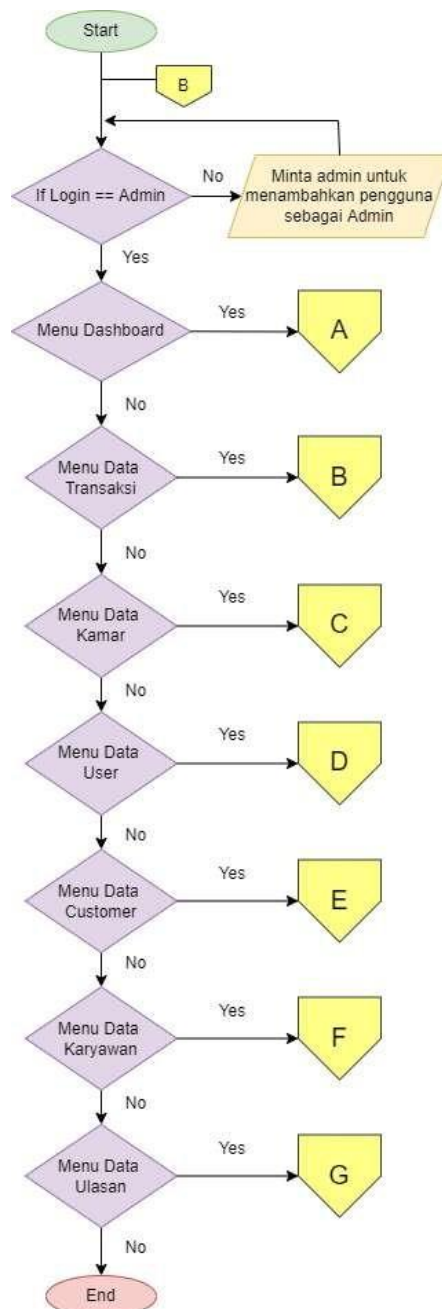 Start
B
If Login == Admin
No
Minta admin untuk
menambahkan pengguna
sebagai Admin
Yes
Menu Dashboard
Yes
A
No
Menu Data
Transaksi
Yes
B
No
Menu Data
Kamar
Yes
C
No
Menu Data
User
Yes
D
No
Menu Data
Customer
Yes
E
No
Menu Data
Karyawan
Yes
F
No
Menu Data
Ulasan
Yes
G
No
End